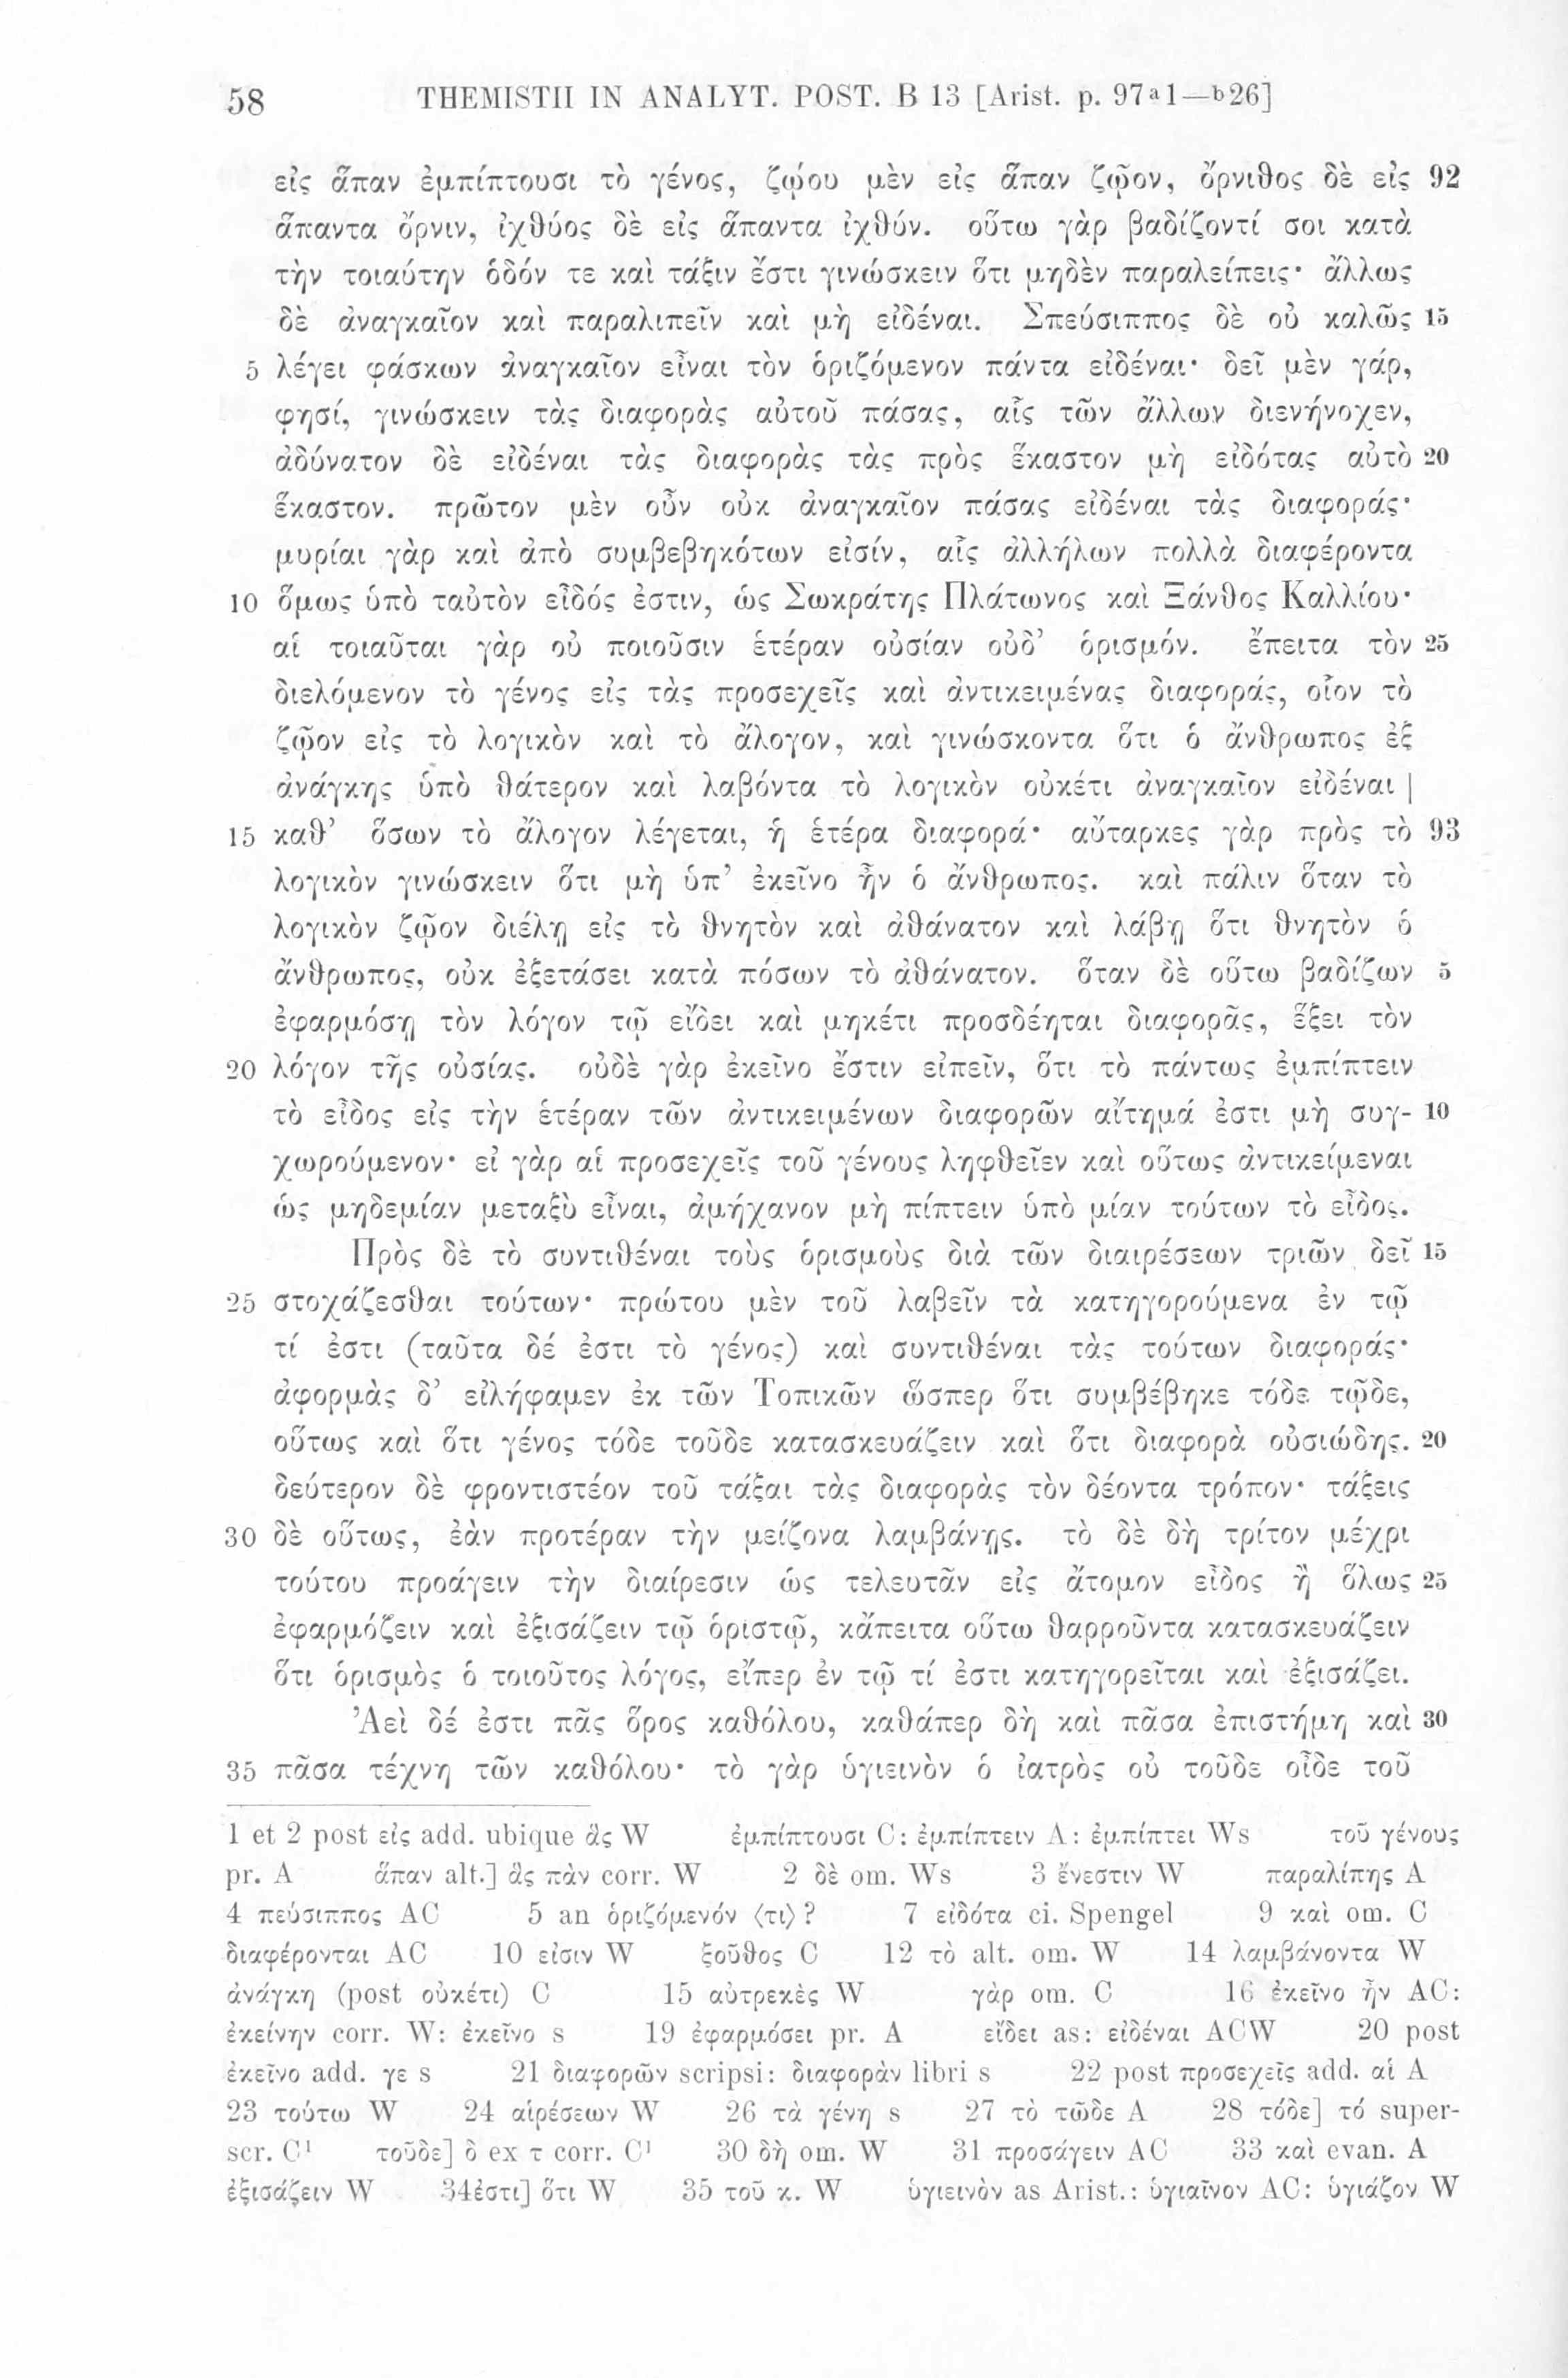 58 THEMISTII IN ANALYT. POST. B 13 [Arist. p. 97ᵃ1—ᵇ26]
εἰς ἅπαν ἐμπίπτουσι τὸ γένος, ζῴου μὲν εἰς ἅπαν ζῷον, ὄρνιθος δὲ εἰς 92
ἅπαντα ὄρνιν, ἰχθύος δὲ εἰς ἅπαντα ἰχθύν. οὕτω γὰρ βαδίζοντί σοι κατὰ
τὴν τοιαύτην ὁδόν τε καὶ τάξιν ἔστι γινώσκειν ὅτι μηδὲν παραλείπεις· ἄλλως
δὲ ἀναγκαῖον καὶ παραλιπεῖν καὶ μὴ εἰδέναι. Σπεύσιππος δὲ οὐ καλῶς 15
5 λέγει φάσκων ἀναγκαῖον εἶναι τὸν ὁριζόμενον πάντα εἰδέναι· δεῖ μὲν γάρ,
φησί, γινώσκειν τὰς διαφορὰς αὐτοῦ πάσας, αἷς τῶν ἄλλων διενήνοχεν,
ἀδύνατον δὲ εἰδέναι τὰς διαφορὰς τὰς πρὸς ἕκαστον μὴ εἰδότας αὐτὸ 20
ἕκαστον. πρῶτον μὲν οὖν οὐκ ἀναγκαῖον πάσας εἰδέναι τὰς διαφοράς·
μυρίαι γὰρ καὶ ἀπὸ συμβεβηκότων εἰσίν, αἷς ἀλλήλων πολλὰ διαφέροντα
10 ὅμως ὑπὸ ταὐτὸν εἶδός ἐστιν, ὡς Σωκράτης Πλάτωνος καὶ Ξάνθος Καλλίου·
αἱ τοιαῦται γὰρ οὐ ποιοῦσιν ἑτέραν οὐσίαν οὐδ’ ὁρισμόν. ἔπειτα τὸν 25
διελόμενον τὸ γένος εἰς τὰς προσεχεῖς καὶ ἀντικειμένας διαφοράς, οἷον τὸ
ζῷον εἰς τὸ λογικὸν καὶ τὸ ἄλογον, καὶ γινώσκοντα ὅτι ὁ ἄνθρωπος ἐξ
ἀνάγκης ὑπὸ θάτερον καὶ λαβόντα τὸ λογικὸν οὐκέτι ἀναγκαῖον εἰδέναι |
15 καθ’ ὅσων τὸ ἄλογον λέγεται, ἡ ἑτέρα διαφορά· αὔταρκες γὰρ πρὸς τὸ 93
λογικὸν γινώσκειν ὅτι μὴ ὑπ’ ἐκεῖνο ἦν ὁ ἄνθρωπος. καὶ πάλιν ὅταν τὸ
λογικὸν ζῷον διέλῃ εἰς τὸ θνητὸν καὶ ἀθάνατον καὶ λάβῃ ὅτι θνητὸν ὁ
ἄνθρωπος, οὐκ ἐξετάσει κατὰ πόσων τὸ ἀθάνατον. ὅταν δὲ οὕτω βαδίζων 5
ἐφαρμόσῃ τὸν λόγον τῷ εἴδει καὶ μηκέτι προσδέηται διαφορᾶς, ἕξει τὸν
20 λόγον τῆς οὐσίας. οὐδὲ γὰρ ἐκεῖνο ἔστιν εἰπεῖν, ὅτι τὸ πάντως ἐμπίπτειν
τὸ εἶδος εἰς τὴν ἑτέραν τῶν ἀντικειμένων διαφορῶν αἴτημά ἐστι μὴ συγ- 10
χωρούμενον· εἰ γὰρ αἱ προσεχεῖς τοῦ γένους ληφθεῖεν καὶ οὕτως ἀντικείμεναι
ὡς μηδεμίαν μεταξὺ εἶναι, ἀμήχανον μὴ πίπτειν ὑπὸ μίαν τούτων τὸ εἶδος.
Πρὸς δὲ τὸ συντιθέναι τοὺς ὁρισμοὺς διὰ τῶν διαιρέσεων τριῶν δεῖ 15
25 στοχάζεσθαι τούτων· πρώτου μὲν τοῦ λαβεῖν τὰ κατηγορούμενα ἐν τῷ
τί ἐστι (ταῦτα δέ ἐστι τὸ γένος) καὶ συντιθέναι τὰς τούτων διαφοράς·
ἀφορμὰς δ’ εἰλήφαμεν ἐκ τῶν Τοπικῶν ὥσπερ ὅτι συμβέβηκε τόδε τῷδε,
οὕτως καὶ ὅτι γένος τόδε τοῦδε κατασκευάζειν καὶ ὅτι διαφορὰ οὐσιώδης. 20
δεύτερον δὲ φροντιστέον τοῦ τάξαι τὰς διαφορὰς τὸν δέοντα τρόπον· τάξεις
30 δὲ οὕτως, ἐὰν προτέραν τὴν μείζονα λαμβάνῃς. τὸ δὲ δὴ τρίτον μέχρι
τούτου προάγειν τὴν διαίρεσιν ὡς τελευτᾶν εἰς ἄτομον εἶδος ἢ ὅλως 25
ἐφαρμόζειν καὶ ἐξισάζειν τῷ ὁριστῷ, κἄπειτα οὕτω θαρροῦντα κατασκευάζειν
ὅτι ὁρισμὸς ὁ τοιοῦτος λόγος, εἴπερ ἐν τῷ τί ἐστι κατηγορεῖται καὶ ἐξισάζει.
Ἀεὶ δέ ἐστι πᾶς ὅρος καθόλου, καθάπερ δὴ καὶ πᾶσα ἐπιστήμη καὶ 30
35 πᾶσα τέχνη τῶν καθόλου· τὸ γὰρ ὑγιεινὸν ὁ ἰατρὸς οὐ τοῦδε οἶδε τοῦ
1 et 2 post εἰς add. ubique ἃς W ἐμπίπτουσι C: ἐμπίπτειν A: ἐμπίπτει Ws τοῦ γένους
pr. A ἅπαν alt.] ἃς πὰν corr. W 2 δὲ om. Ws 3 ἔνεστιν W παραλίπης A
4 πεύσιππος AC 5 an ὁριζόμενόν ⟨τι⟩? 7 εἰδότα ci. Spengel 9 καὶ om. C
διαφέρονται AC 10 εἰσιν W ξοῦθος C 12 τὸ alt. om. W 14 λαμβάνοντα W
ἀνάγκη (post οὐκέτι) C 15 αὐτρεκὲς W γὰρ om. C 16 ἐκεῖνο ἦν AC:
ἐκείνην corr. W: ἐκεῖνο s 19 ἐφαρμόσει pr. A εἴδει as: εἰδέναι ACW 20 post
ἐκεῖνο add. γε s 21 διαφορῶν scripsi: διαφορὰν libri s 22 post προσεχεῖς add. αἱ A
23 τούτω W 24 αἱρέσεων W 26 τὰ γένη s 27 τὸ τῶδε A 28 τόδε] τό super-
scr. C¹ τοῦδε] δ ex τ corr. C¹ 30 δὴ om. W 31 προσάγειν AC 33 καὶ evan. A
ἐξισάζειν W 34ἐστι] ὅτι W 35 τοῦ κ. W ὑγιεινὸν as Arist.: ὑγιαῖνον AC: ὑγιάζον W